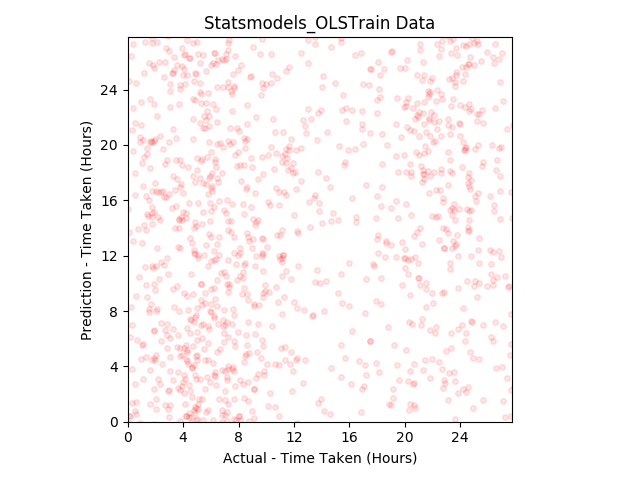 Statsmodels_OLSTrain Data
Prediction - Time Taken (Hours)
24
20
16
12
8
4
0
0 4 8 12 16 20 24
Actual - Time Taken (Hours)